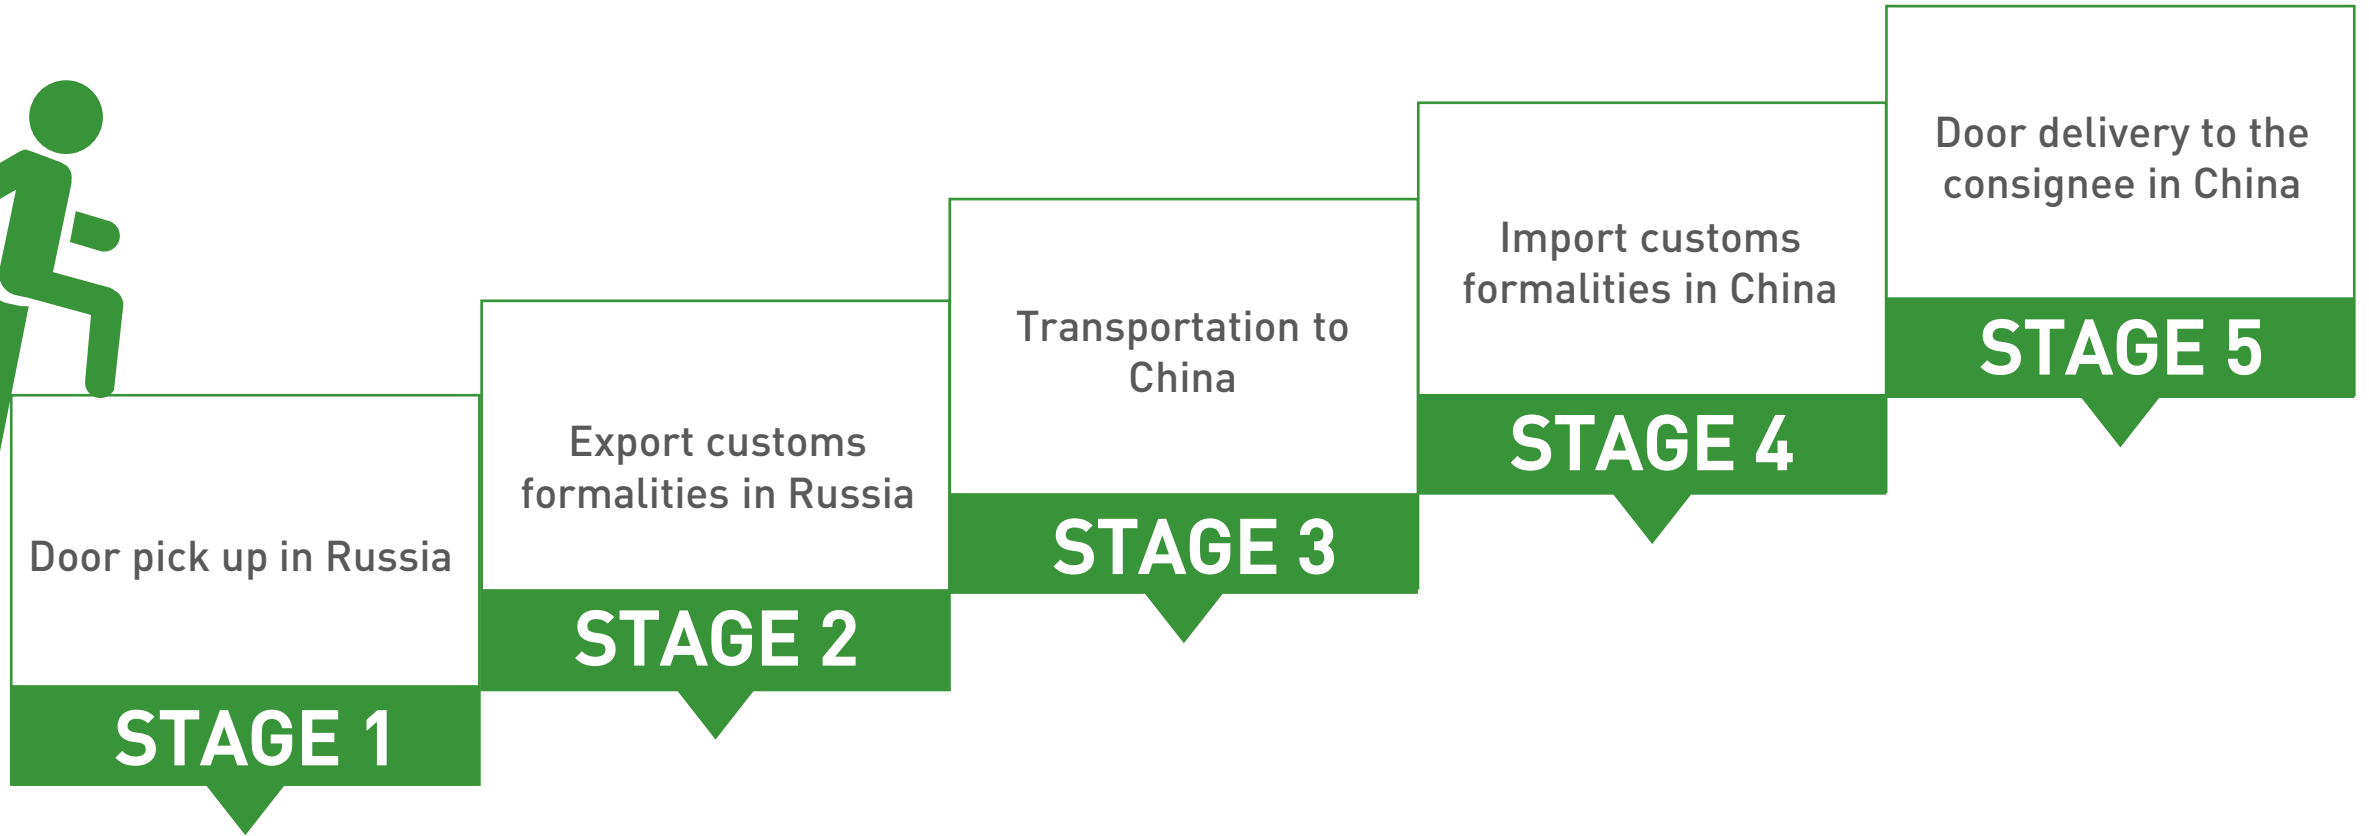 Door pick up in Russia
STAGE 1
Export customs
formalities in Russia
STAGE 2
Transportation to
China
STAGE 3
Import customs
formalities in China
STAGE 4
Door delivery to the
consignee in China
STAGE 5